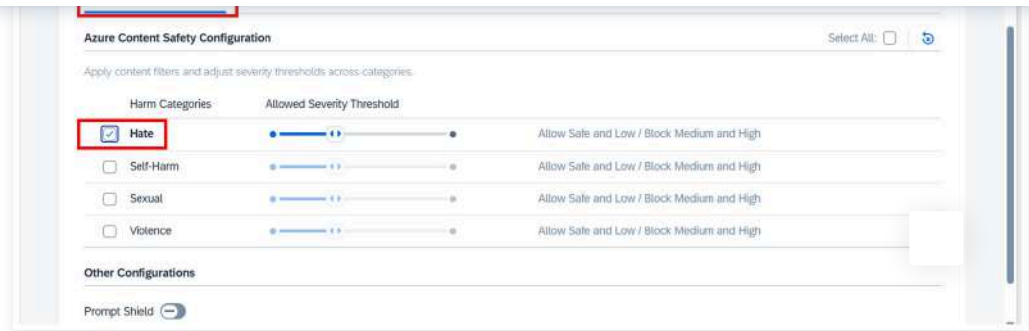 Azure Content Safety Configuration Select All:
Apply content filters and adjust severity thresholds across categories.
Harm Categories Allowed Severity Threshold
Hate Allow Safe and Low / Block Medium and High
Self-Harm Allow Safe and Low / Block Medium and High
Sexual Allow Safe and Low / Block Medium and High
Violence Allow Safe and Low / Block Medium and High
Other Configurations
Prompt Shield